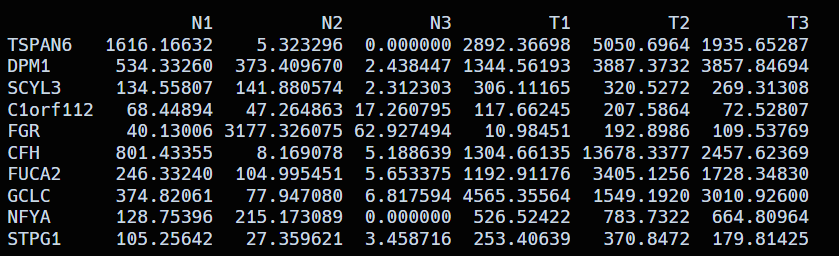 N1 N2 N3 T1 T2 T3
TSPAN6 1616.16632 5.323296 0.000000 2892.36698 5050.6964 1935.65287
DPM1 534.33260 373.409670 2.438447 1344.56193 3887.3732 3857.84694
SCYL3 134.55807 141.880574 2.312303 306.11165 320.5272 269.31308
C1orf112 68.44894 47.264863 17.260795 117.66245 207.5864 72.52807
FGR 40.13006 3177.326075 62.927494 10.98451 192.8986 109.53769
CFH 801.43355 8.169078 5.188639 1304.66135 13678.3377 2457.62369
FUCA2 246.33240 104.995451 5.653375 1192.91176 3405.1256 1728.34830
GCLC 374.82061 77.947080 6.817594 4565.35564 1549.1920 3010.92600
NFYA 128.75396 215.173089 0.000000 526.52422 783.7322 664.80964
STPG1 105.25642 27.359621 3.458716 253.40639 370.8472 179.81425